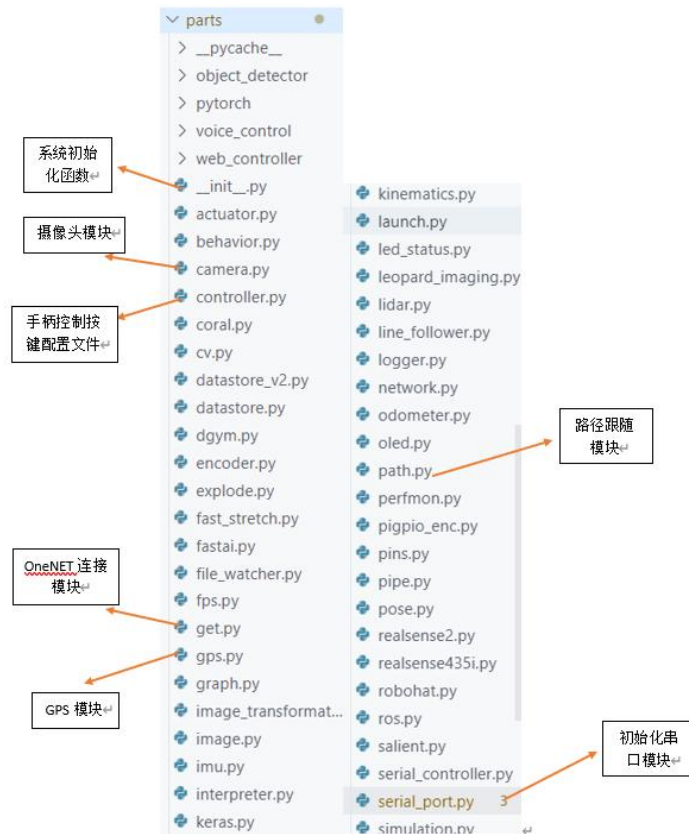 parts
__pycache__
object_detector
pytorch
voice_control
web_controller
__init__.py
actuator.py
behavior.py
camera.py
controller.py
coral.py
cv.py
datastore_v2.py
datastore.py
dgym.py
encoder.py
explode.py
fast_stretch.py
fastai.py
file_watcher.py
fps.py
get.py
gps.py
graph.py
image_transformat...
image.py
imu.py
interpreter.py
keras.py
系统初始
化函数
摄像头模块
手柄控制按
键配置文件
OneNET 连接
模块
GPS 模块
kinematics.py
launch.py
led_status.py
leopard_imaging.py
lidar.py
line_follower.py
logger.py
network.py
odometer.py
oled.py
path.py
perfmon.py
pigpio_enc.py
pins.py
pipe.py
pose.py
realsense2.py
realsense435i.py
robohat.py
ros.py
salient.py
serial_controller.py
serial_port.py 3
simulation.py
路径跟随
模块
初始化串
口模块